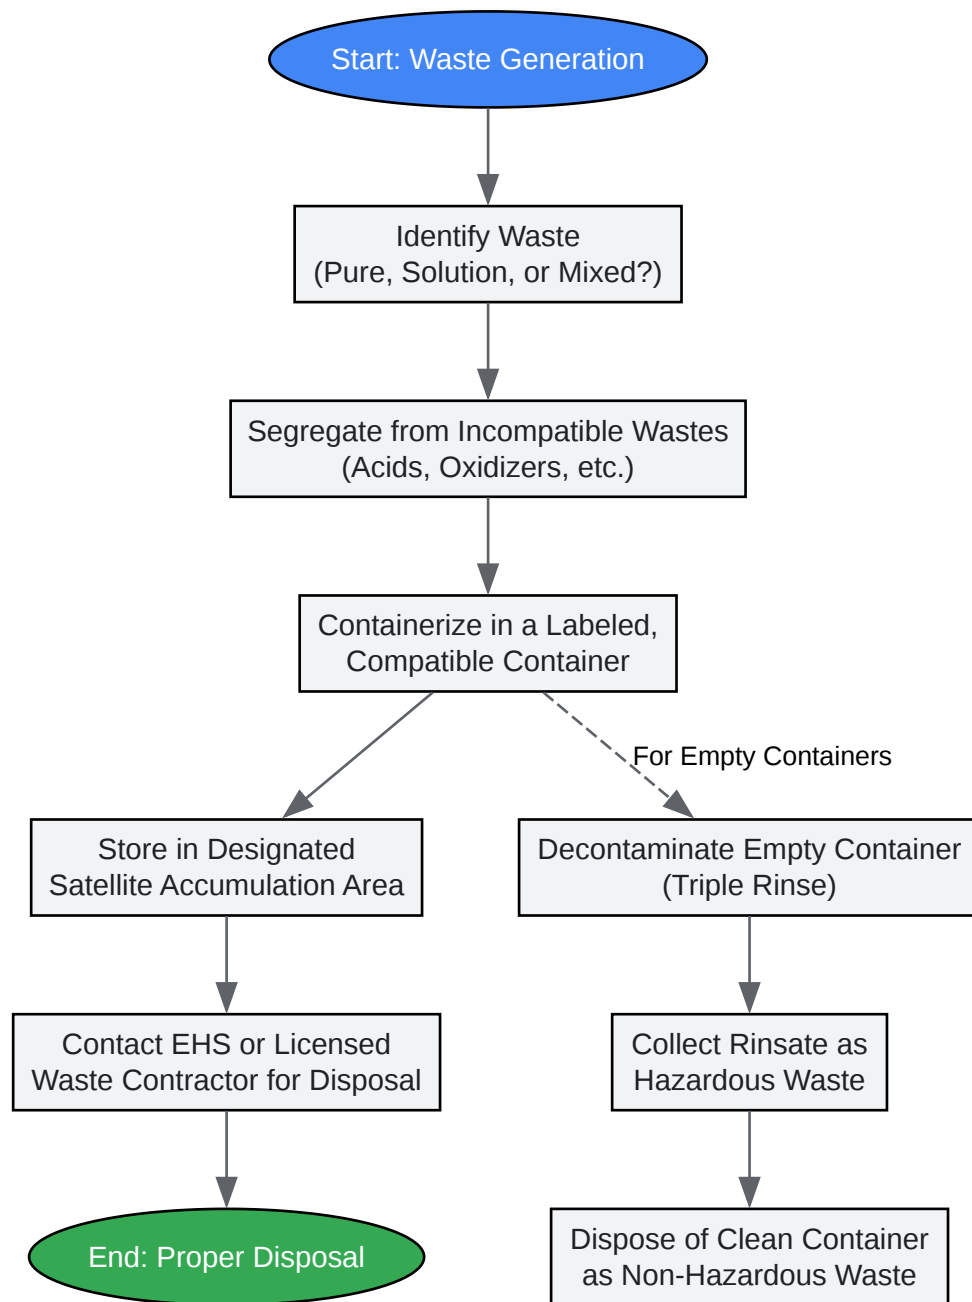 Start: Waste Generation
Identify Waste
(Pure, Solution, or Mixed?)
Segregate from Incompatible Wastes
(Acids, Oxidizers, etc.)
Containerize in a Labeled,
Compatible Container
For Empty Containers
Store in Designated
Satellite Accumulation Area
Decontaminate Empty Container
(Triple Rinse)
Contact EHS or Licensed
Waste Contractor for Disposal
Collect Rinsate as
Hazardous Waste
End: Proper Disposal
Dispose of Clean Container
as Non-Hazardous Waste